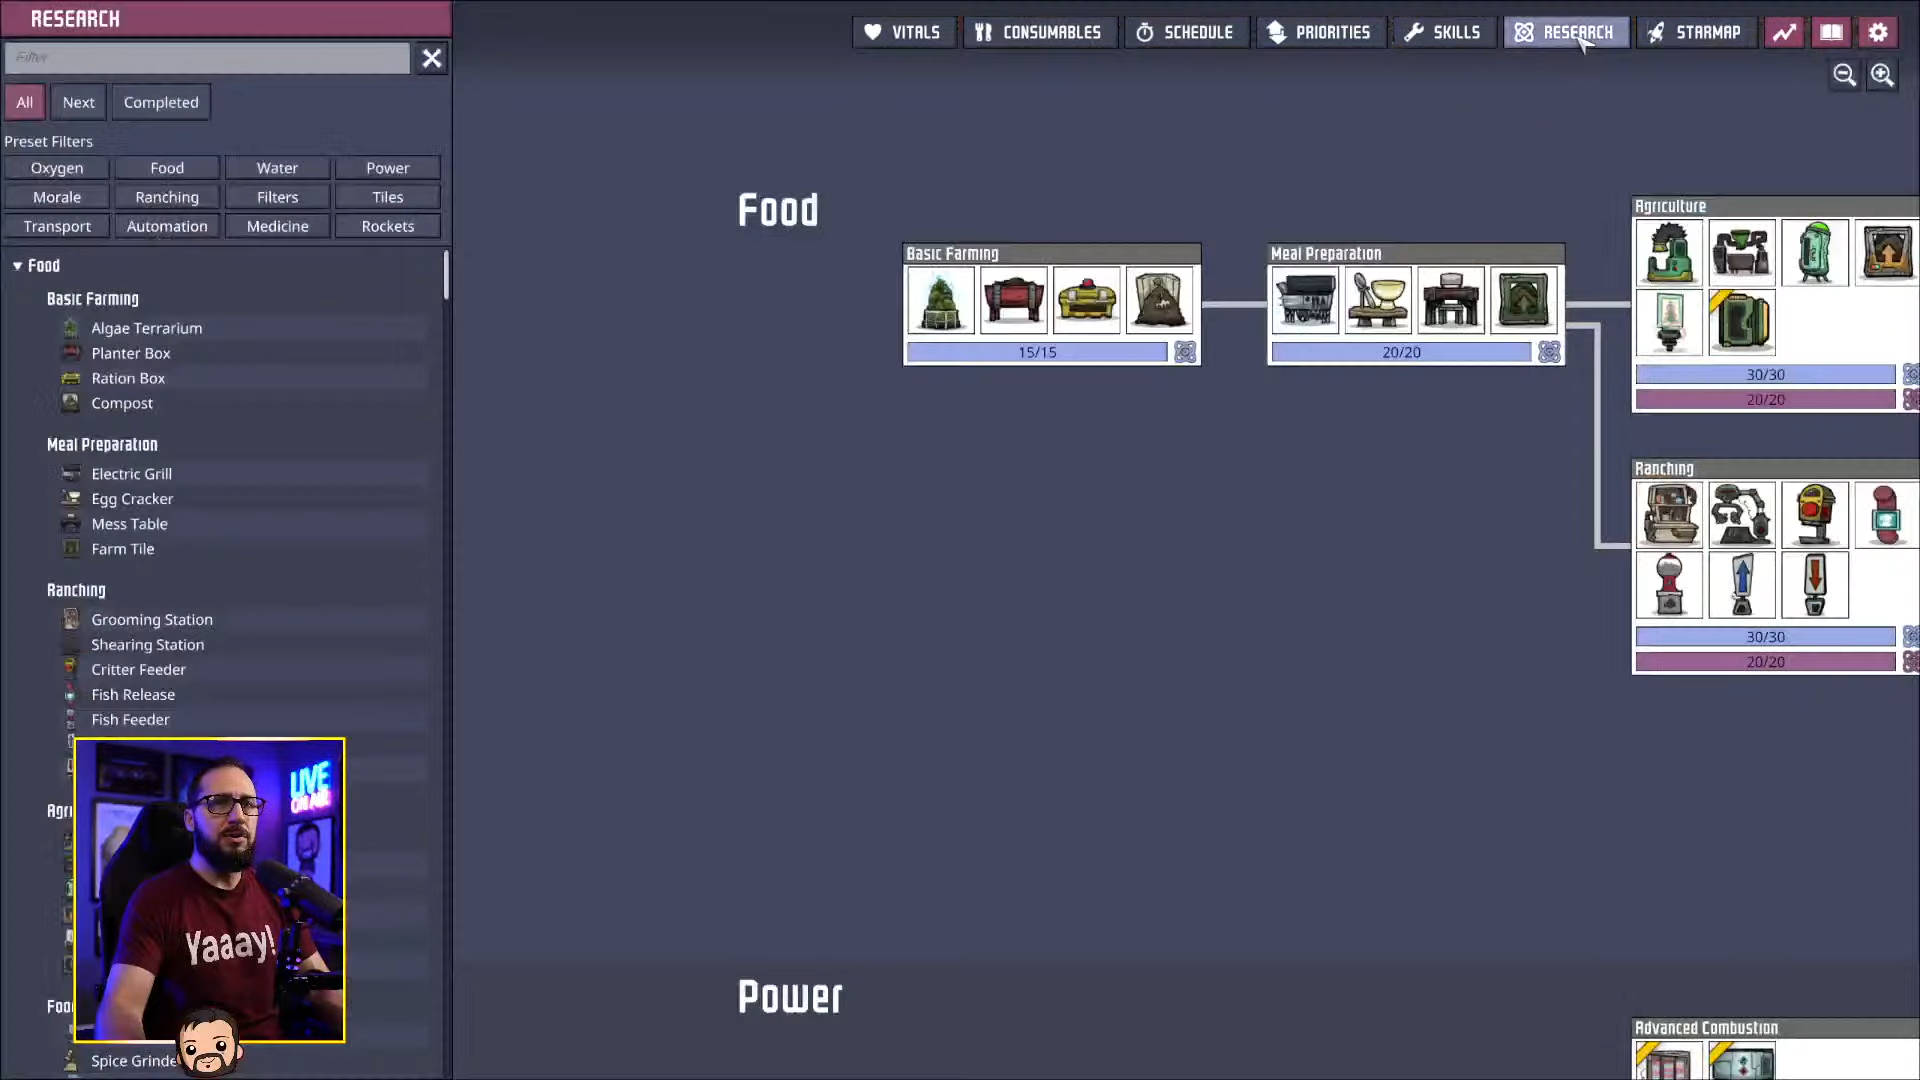 RESEARCH
VITALS
CONSUMABLES
SCHEDULE
PRIORITIES
SKILLS
RESEARCH
STARMAP
Filter
All
Next
Completed
Preset Filters
Oxygen
Food
Water
Power
Morale
Ranching
Filters
Tiles
Transport
Automation
Medicine
Rockets
Food
Basic Farming
Algae Terrarium
Planter Box
Ration Box
Compost
Meal Preparation
Electric Grill
Egg Cracker
Mess Table
Farm Tile
Ranching
Grooming Station
Shearing Station
Critter Feeder
Fish Release
Fish Feeder
LIVE
ON AIR
Yaaay!
Food
Basic Farming
15/15
Meal Preparation
20/20
Agriculture
30/30
20/20
Ranching
30/30
20/20
Power
Advanced Combustion